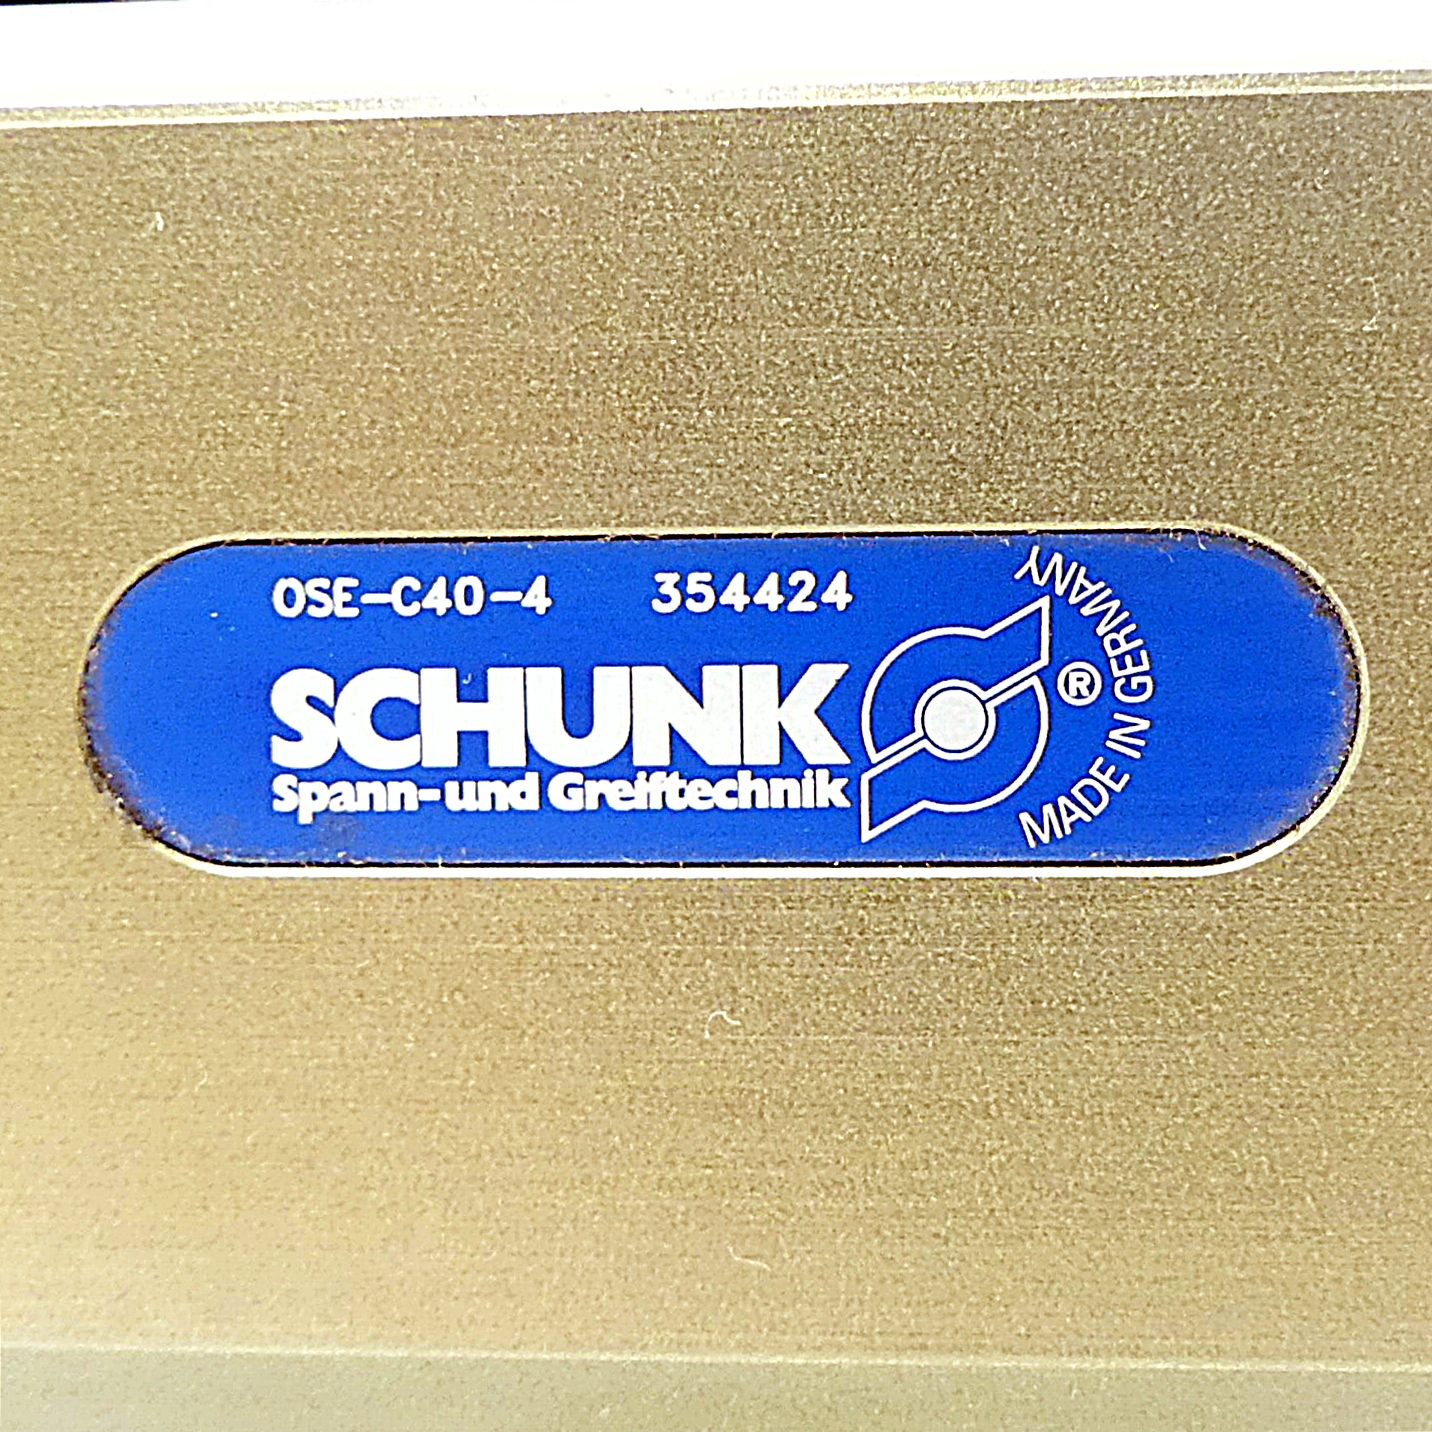 OSE-C40-4 354424
SCHUNK
Spann-und Greiftechnik
®
MADE IN GERMANY